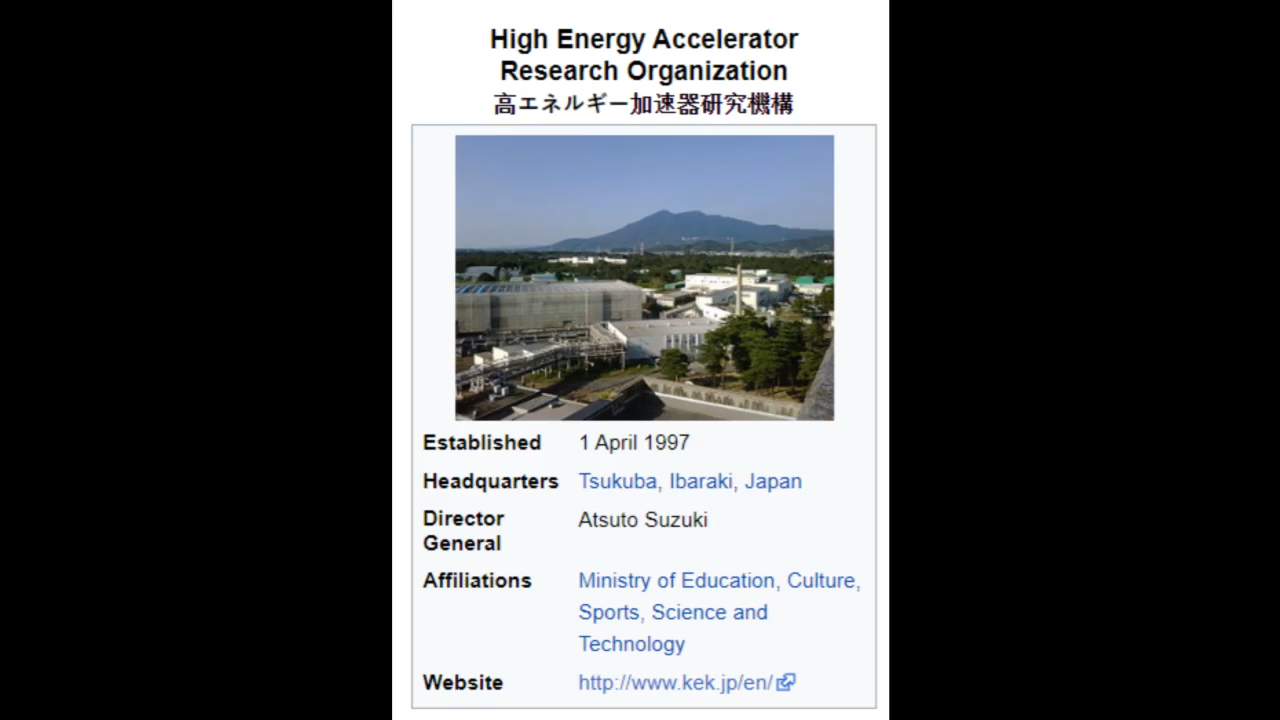 High Energy Accelerator
Research Organization
高エネルギー加速器研究機構
Established 1 April 1997
Headquarters Tsukuba, Ibaraki, Japan
Director General Atsuto Suzuki
Affiliations Ministry of Education, Culture,
Sports, Science and
Technology
Website http://www.kek.jp/en/